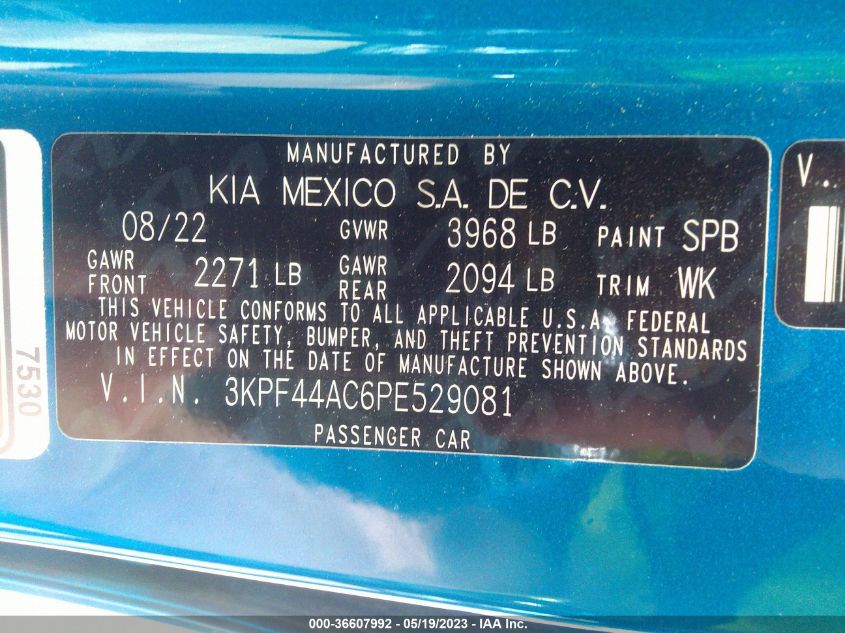 MANUFACTURED BY
KIA MEXICO S.A. DE C.V.
08/22 GVWR 3968 LB PAINT SPB
GAWR FRONT 2271 LB GAWR REAR 2094 LB TRIM WK
THIS VEHICLE CONFORMS TO ALL APPLICABLE U.S.A. FEDERAL
MOTOR VEHICLE SAFETY, BUMPER, AND THEFT PREVENTION STANDARDS
IN EFFECT ON THE DATE OF MANUFACTURE SHOWN ABOVE.
V.I.N. 3KPF44AC6PE529081
PASSENGER CAR
7530
V..
000-36607992 - 05/19/2023 - IAA Inc.